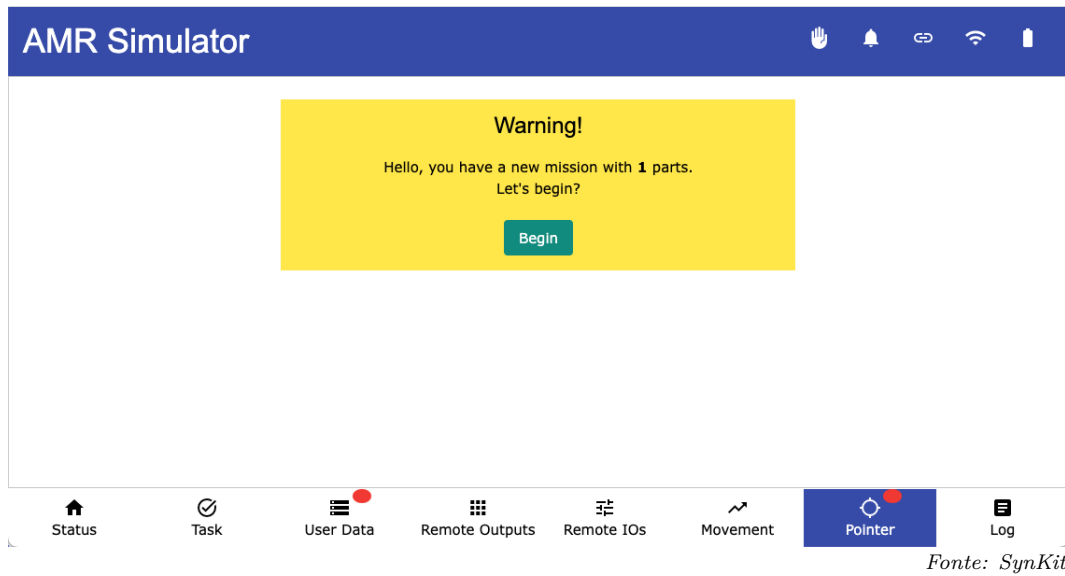 AMR Simulator
Warning!
Hello, you have a new mission with 1 parts.
Let's begin?
Begin
Status
Task
User Data
Remote Outputs
Remote IOs
Movement
Pointer
Log
Fonte: SynKit